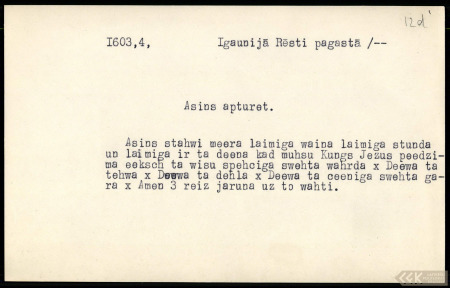 12d'
I603,4, Igaunijā Rēsti pagastā /--
Asins apturet.
Asins stahwi meera laimiga waina laimiga stunda
un laimiga ir ta deena kad muhsu Kungs Jezus peedzi-
ma eeksch ta wisu spehciga swehta wahrda x Deewa ta
tehwa x Deewa ta dehla x Deewa ta ceeniga swehta ga-
ra x Amen 3 reiz jaruna uz to wahti.